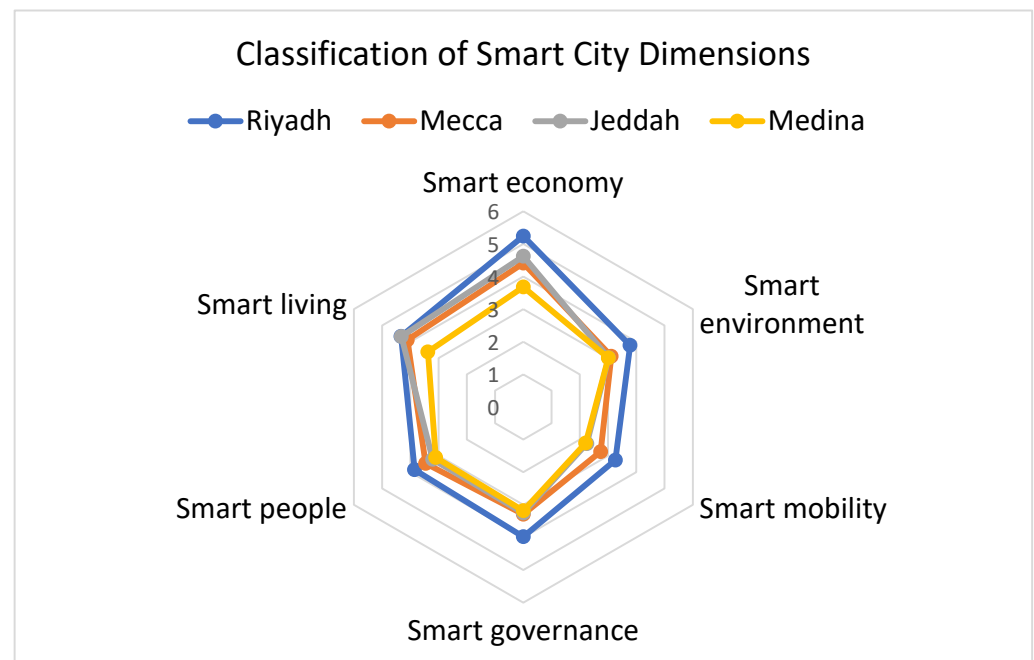 Classification of Smart City Dimensions
Riyadh Mecca Jeddah Medina
Smart economy
6
5
4
3
2
1
0
Smart
environment
Smart living
Smart people
Smart mobility
Smart governance